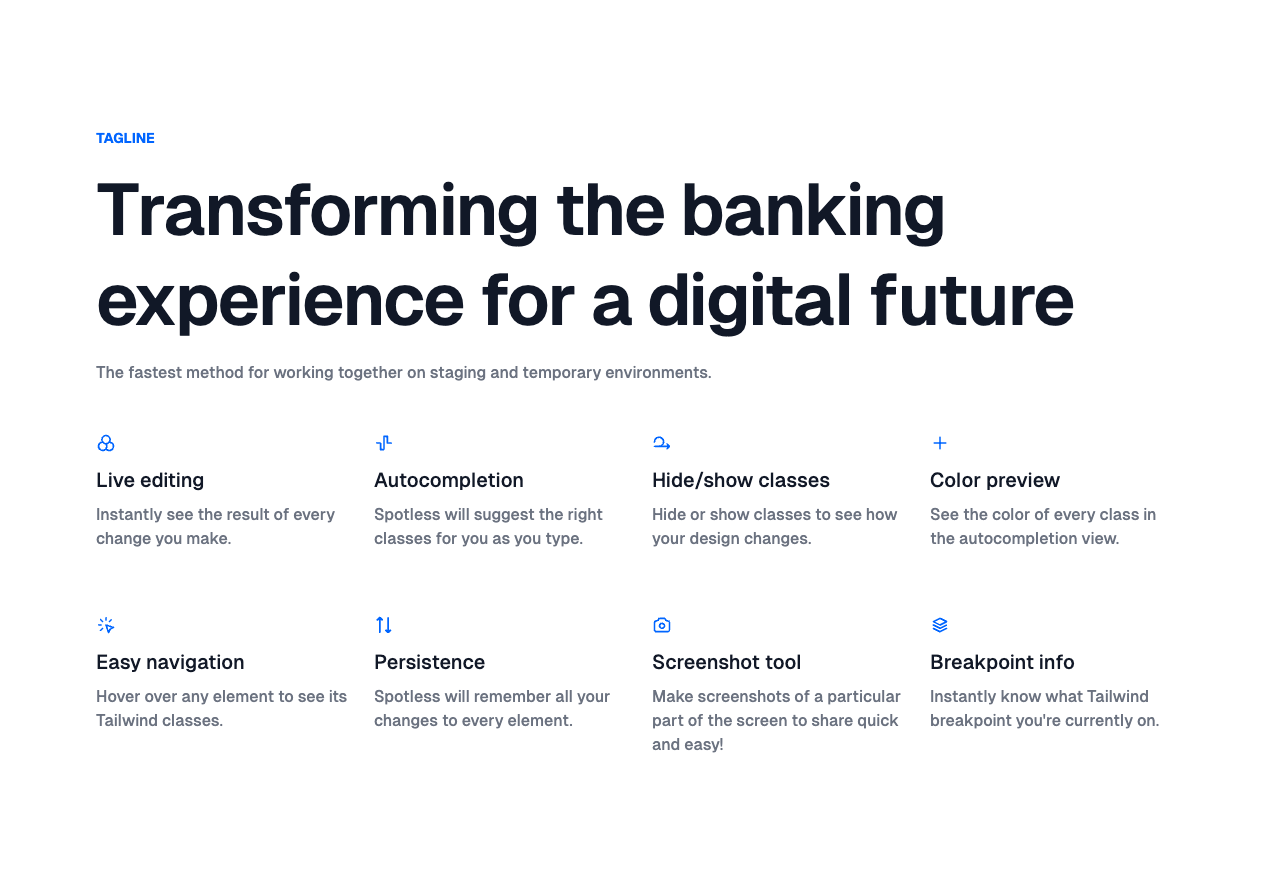 TAGLINE
Transforming the banking
experience for a digital future
The fastest method for working together on staging and temporary environments.
Live editing
Instantly see the result of every
change you make.
Autocompletion
Spotless will suggest the right
classes for you as you type.
Hide/show classes
Hide or show classes to see how
your design changes.
Color preview
See the color of every class in
the autocompletion view.
Easy navigation
Hover over any element to see its
Tailwind classes.
Persistence
Spotless will remember all your
changes to every element.
Screenshot tool
Make screenshots of a particular
part of the screen to share quick
and easy!
Breakpoint info
Instantly know what Tailwind
breakpoint you're currently on.